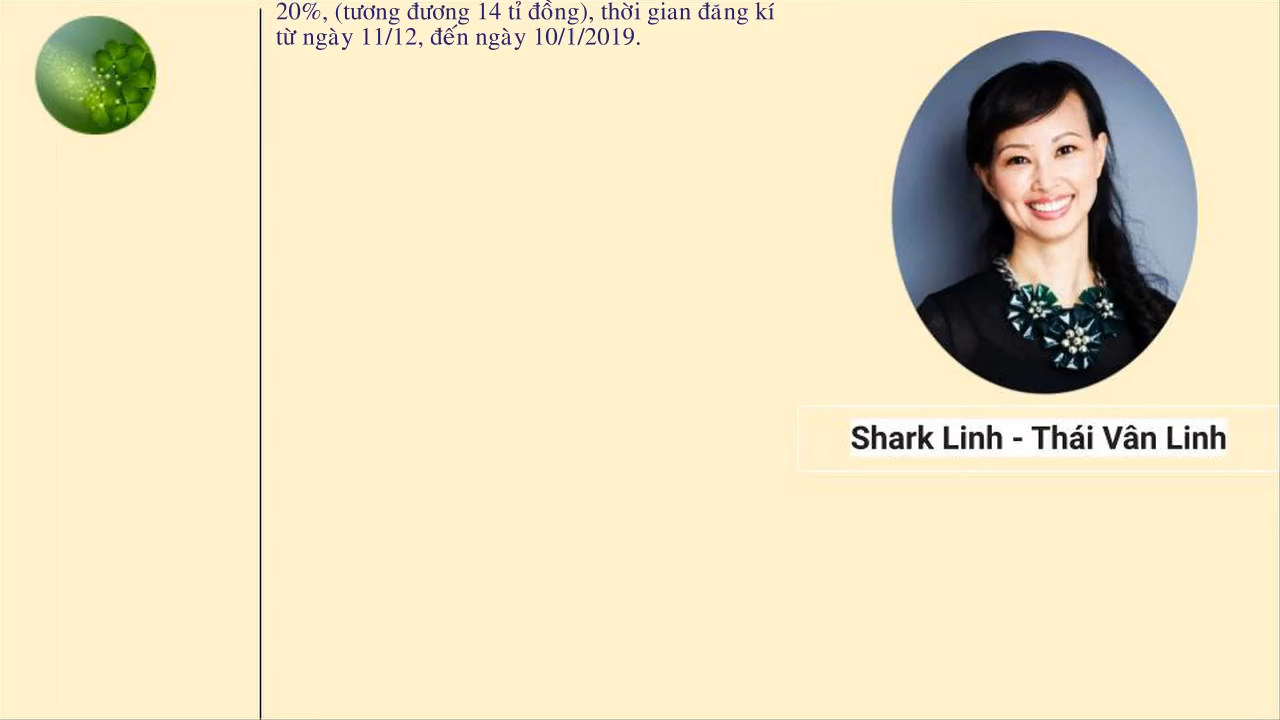 20%, (tương đương 14 tỉ đồng), thời gian đăng kí
từ ngày 11/12, đến ngày 10/1/2019.
Shark Linh - Thái Vân Linh